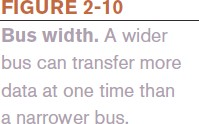 FIGURE 2-10
Bus width. A wider
bus can transfer more
data at one time than
a narrower bus.